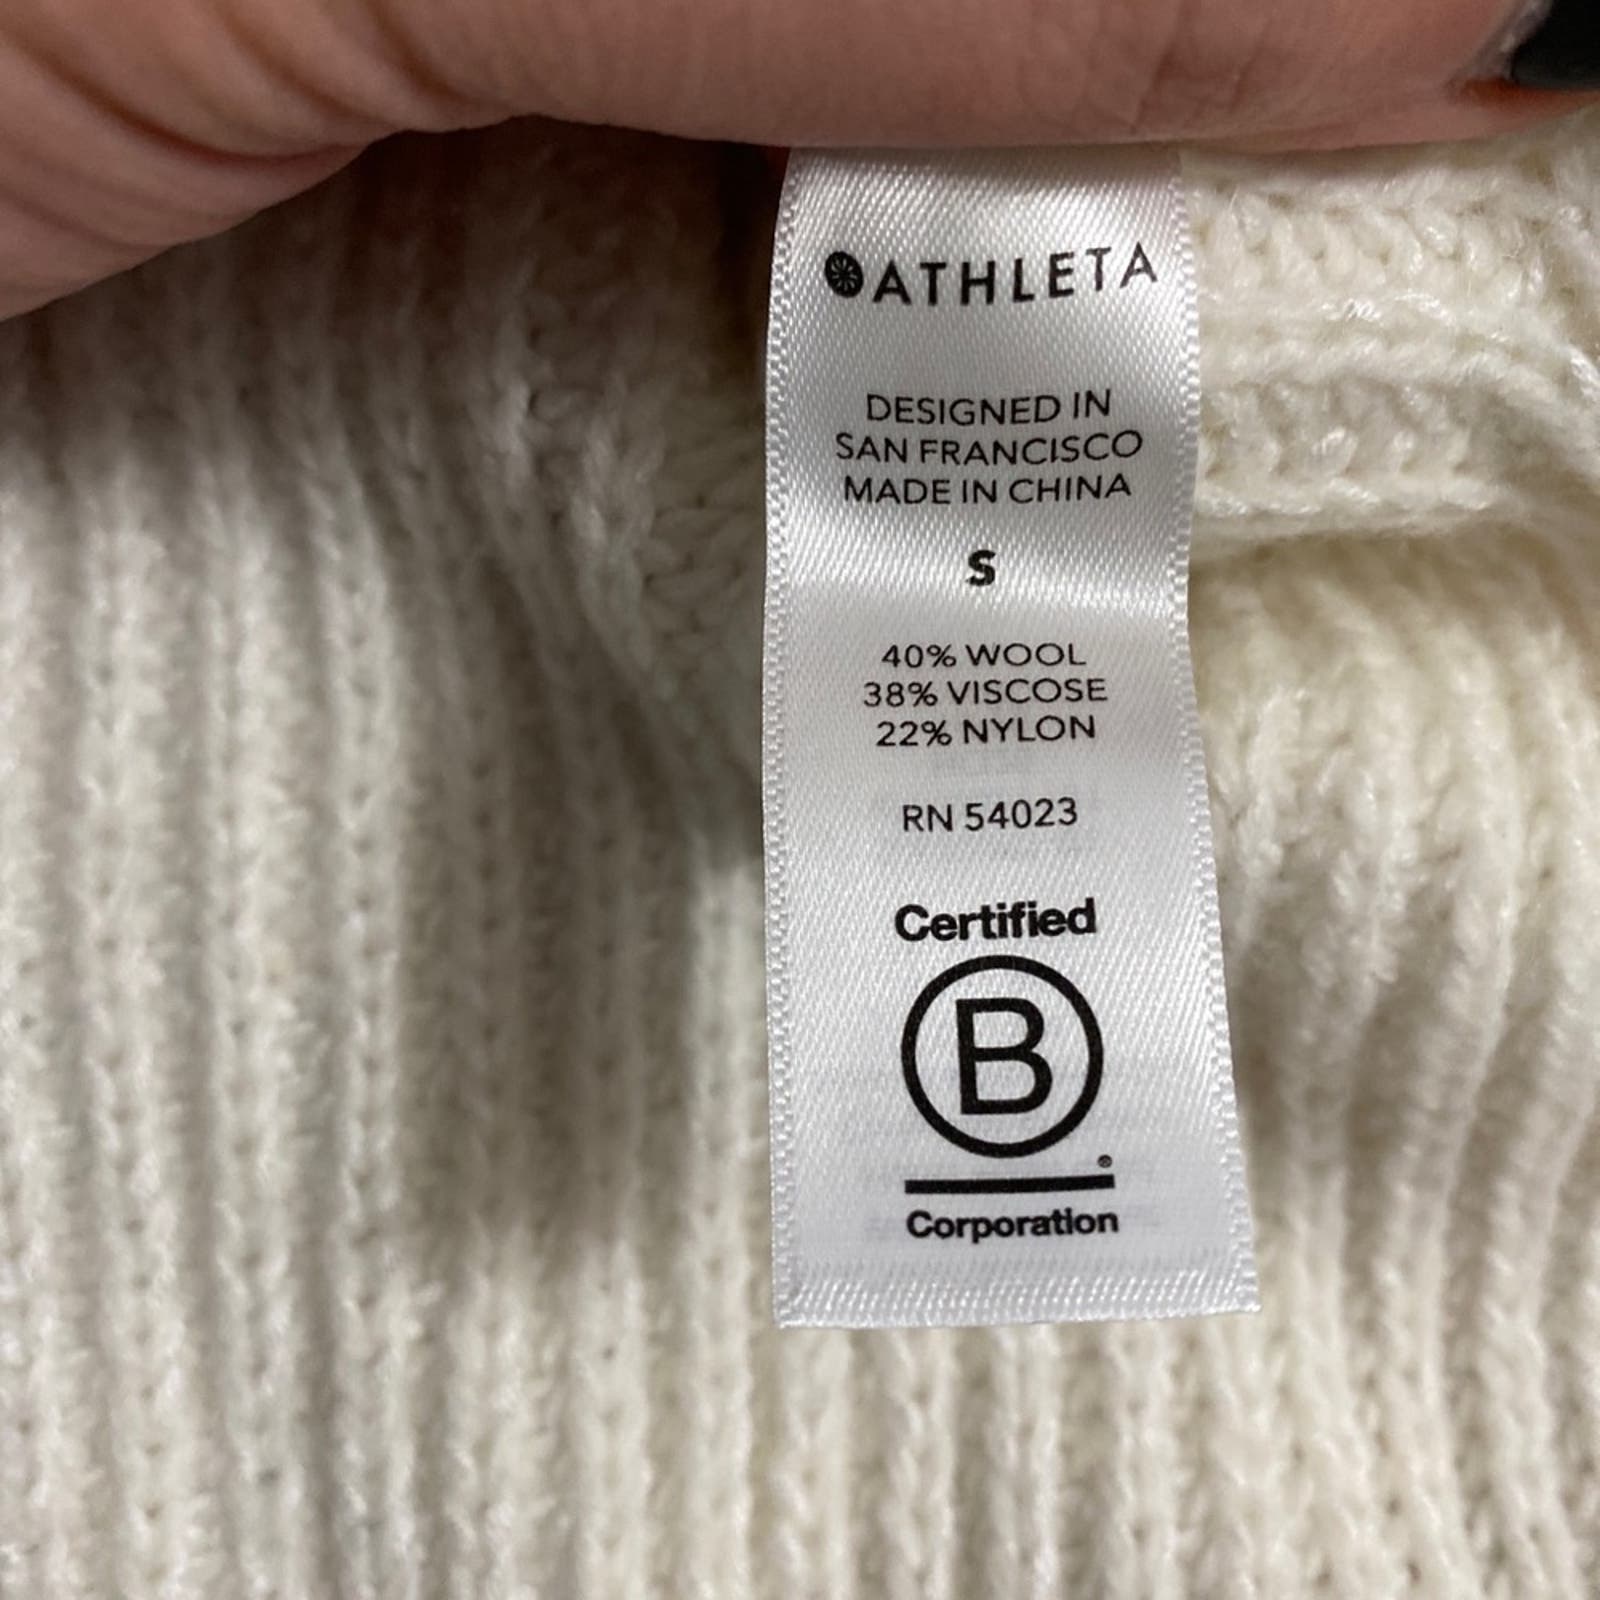 ATHLETA
DESIGNED IN
SAN FRANCISCO
MADE IN CHINA
S
40% WOOL
38% VISCOSE
22% NYLON
RN 54023
Certified
B
®
Corporation